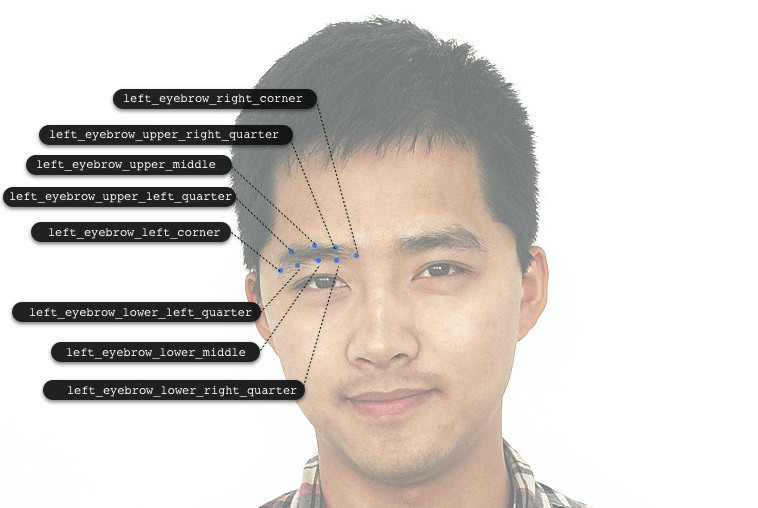 left_eyebrow_right_corner
left_eyebrow_upper_right_quarter
left_eyebrow_upper_middle
left_eyebrow_upper_left_quarter
left_eyebrow_left_corner
left_eyebrow_lower_left_quarter
left_eyebrow_lower_middle
left_eyebrow_lower_right_quarter